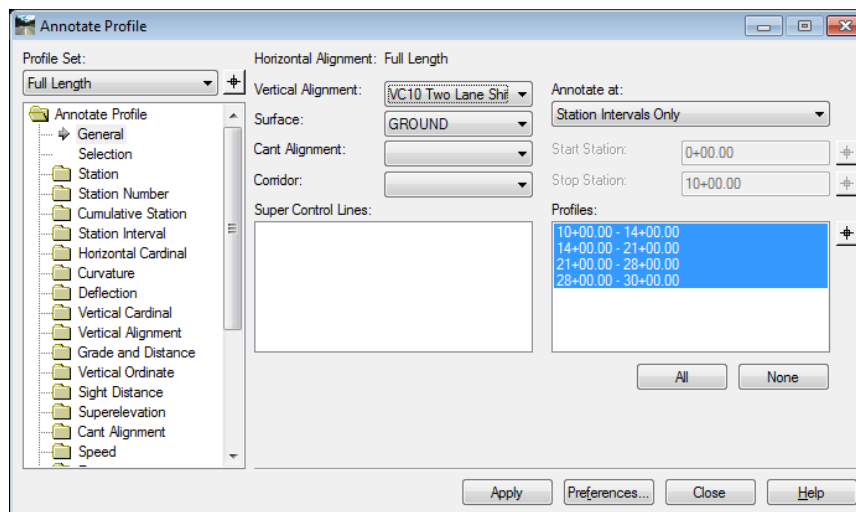 Annotate Profile
Profile Set:
Full Length
Annotate Profile
General
Selection
Station
Station Number
Cumulative Station
Station Interval
Horizontal Cardinal
Curvature
Deflection
Vertical Cardinal
Vertical Alignment
Grade and Distance
Vertical Ordinate
Sight Distance
Superelevation
Cant Alignment
Speed
Horizontal Alignment: Full Length
Vertical Alignment: VC10 Two Lane Shif
Surface: GROUND
Cant Alignment:
Corridor:
Super Control Lines:
Annotate at:
Station Intervals Only
Start Station: 0+00.00
Stop Station: 10+00.00
Profiles:
10+00.00 - 14+00.00
14+00.00 - 21+00.00
21+00.00 - 28+00.00
28+00.00 - 30+00.00
All None
Apply Preferences... Close Help